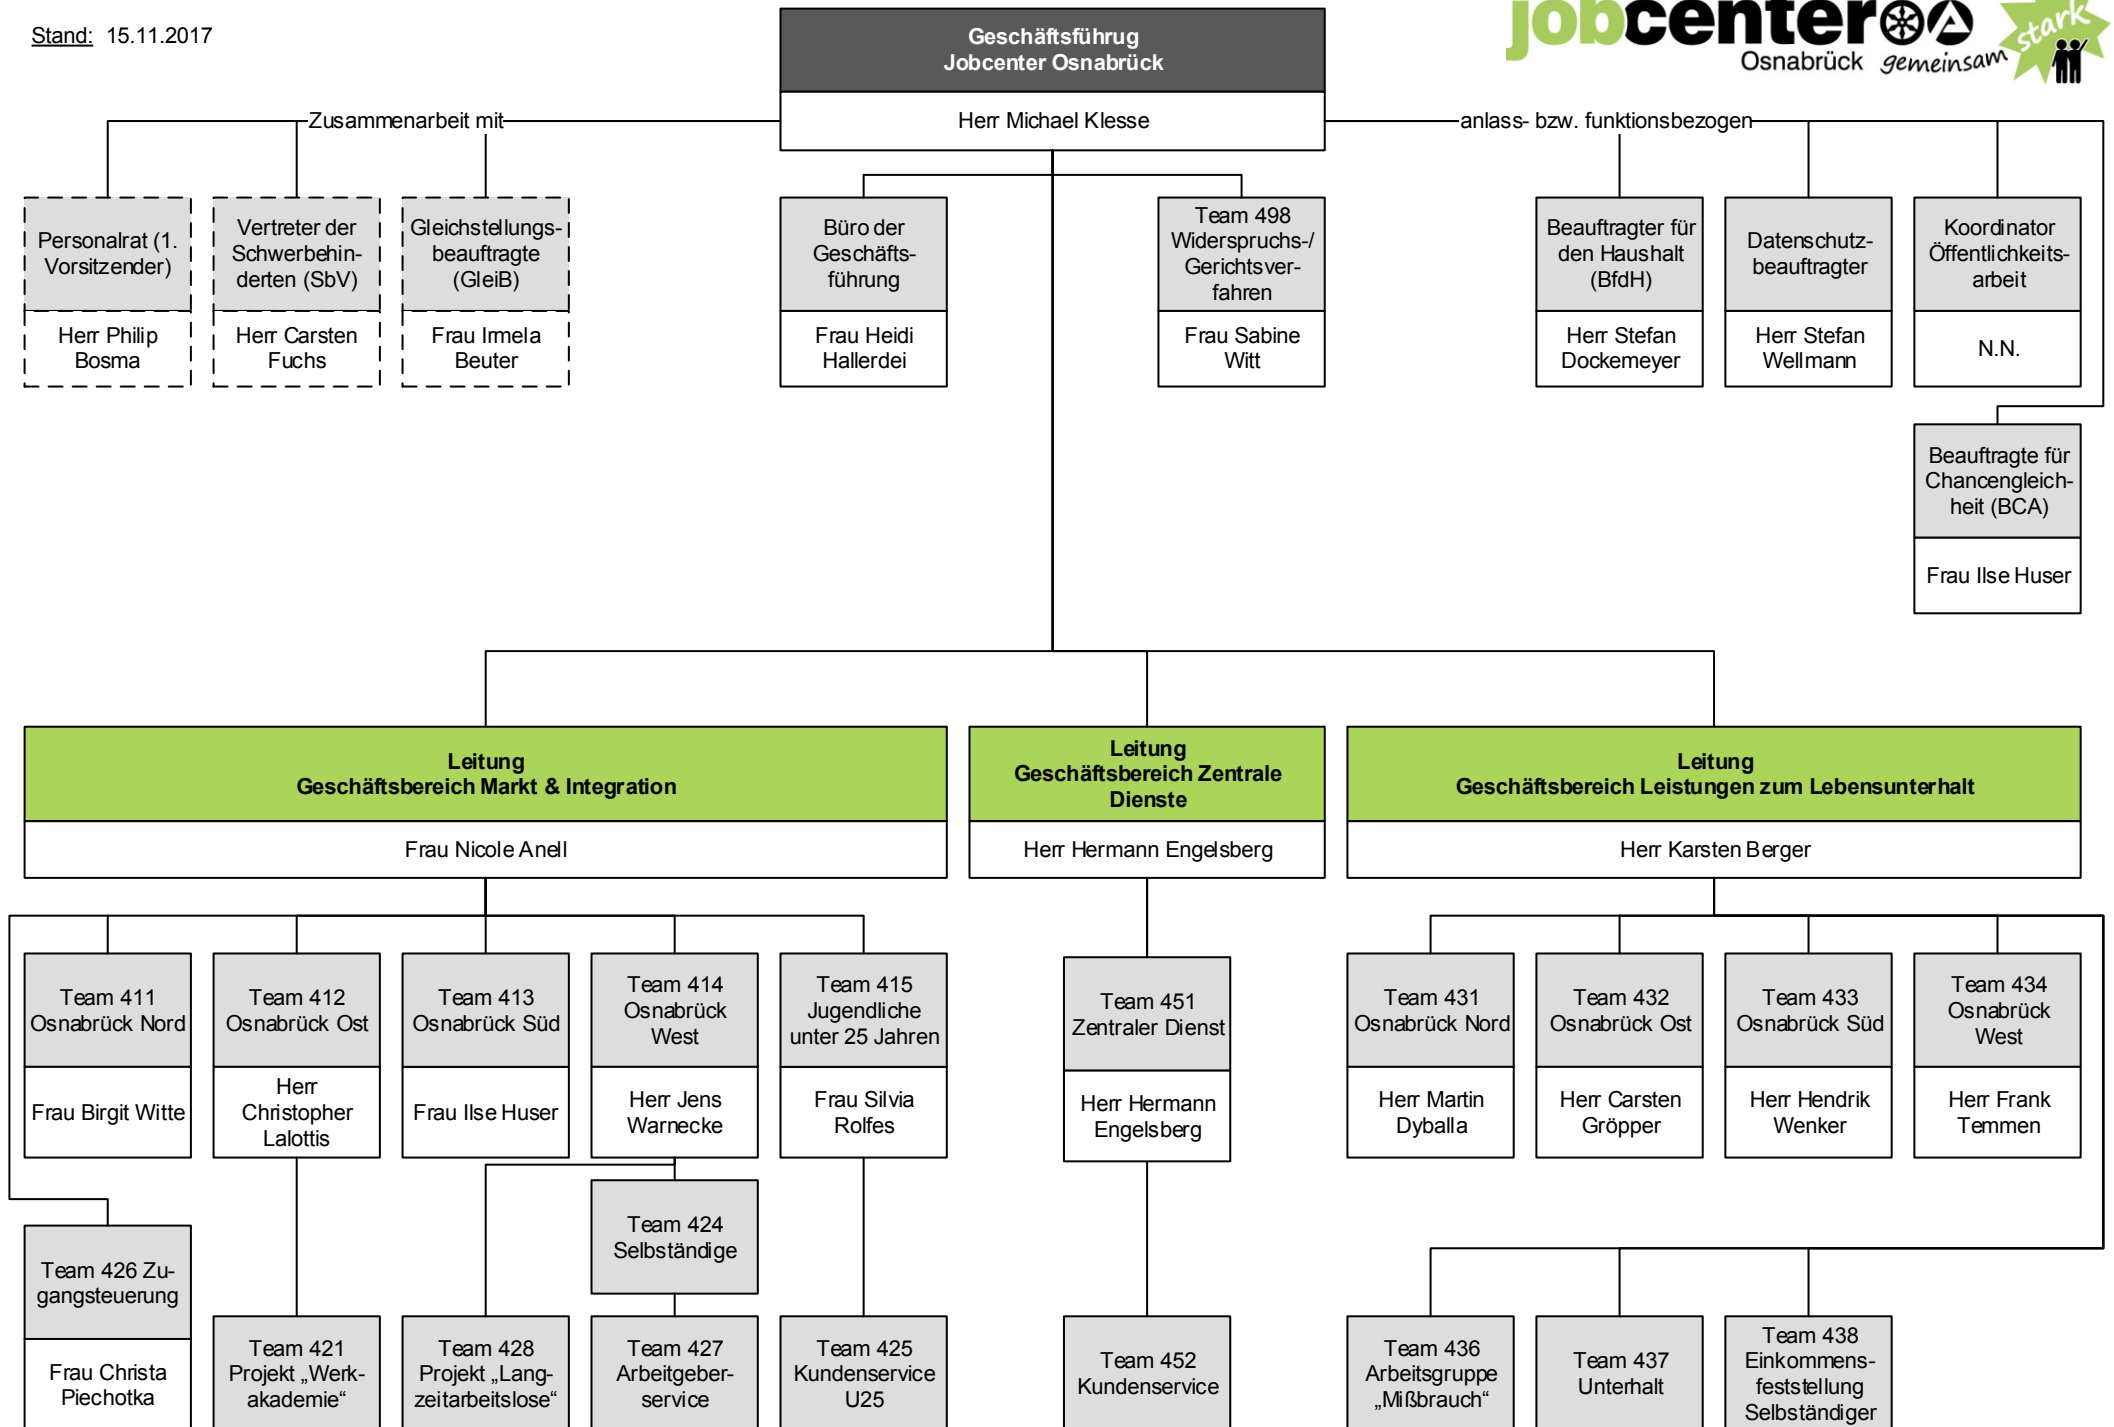 Stand: 15.11.2017
Geschäftsführug
Jobcenter Osnabrück
Herr Michael Klesse
jobcenter
Osnabrück gemeinsam
stark
Zusammenarbeit mit
anlass- bzw. funktionsbezogen
Personalrat (1.
Vorsitzender)
Herr Philip
Bosma
Vertreter der
Schwerbehin-
derten (SbV)
Herr Carsten
Fuchs
Gleichstellungs-
beauftragte
(GleiB)
Frau Irmela
Beuter
Büro der
Geschäfts-
führung
Frau Heidi
Hallerdei
Team 498
Widerspruchs-/
Gerichtsver-
fahren
Frau Sabine
Witt
Beauftragter für
den Haushalt
(BfdH)
Herr Stefan
Dockemeyer
Datenschutz-
beauftragter
Herr Stefan
Wellmann
Koordinator
Öffentlichkeits-
arbeit
N.N.
Beauftragte für
Chancengleich-
heit (BCA)
Frau Ilse Huser
Leitung
Geschäftsbereich Markt & Integration
Frau Nicole Anell
Leitung
Geschäftsbereich Zentrale
Dienste
Herr Hermann Engelsberg
Leitung
Geschäftsbereich Leistungen zum Lebensunterhalt
Herr Karsten Berger
Team 411
Osnabrück Nord
Frau Birgit Witte
Team 412
Osnabrück Ost
Herr
Christopher
Lalottis
Team 413
Osnabrück Süd
Frau Ilse Huser
Team 414
Osnabrück
West
Herr Jens
Warnecke
Team 415
Jugendliche
unter 25 Jahren
Frau Silvia
Rolfes
Team 451
Zentraler Dienst
Herr Hermann
Engelsberg
Team 431
Osnabrück Nord
Herr Martin
Dyballa
Team 432
Osnabrück Ost
Herr Carsten
Gröpper
Team 433
Osnabrück Süd
Herr Hendrik
Wenker
Team 434
Osnabrück
West
Herr Frank
Temmen
Team 424
Selbständige
Team 426 Zu-
gangsteuerung
Frau Christa
Piechotka
Team 421
Projekt „Werk-
akademie“
Team 428
Projekt „Lang-
zeitarbeitslose“
Team 427
Arbeitgeber-
service
Team 425
Kundenservice
U25
Team 452
Kundenservice
Team 436
Arbeitsgruppe
„Mißbrauch“
Team 437
Unterhalt
Team 438
Einkommens-
feststellung
Selbständiger